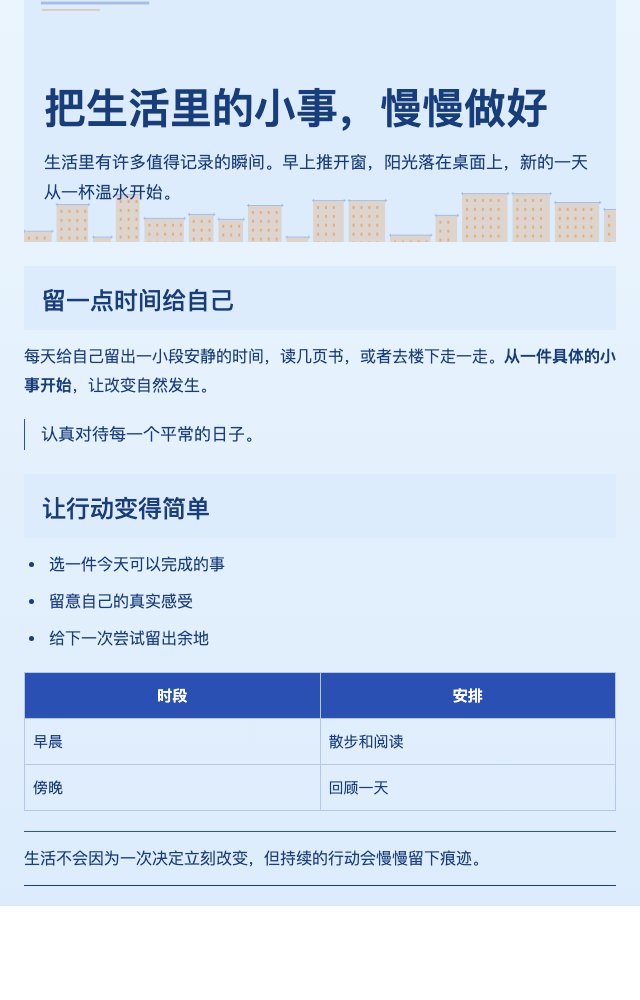 把生活里的小事，慢慢做好
生活里有许多值得记录的瞬间。早上推开窗，阳光落在桌面上，新的一天
从一杯温水开始。
留一点时间给自己
每天给自己留出一小段安静的时间，读几页书，或者去楼下走一走。从一件具体的小
事开始，让改变自然发生。
认真对待每一个平常的日子。
让行动变得简单
• 选一件今天可以完成的事
• 留意自己的真实感受
• 给下一次尝试留出余地
时段 安排
早晨 散步和阅读
傍晚 回顾一天
生活不会因为一次决定立刻改变，但持续的行动会慢慢留下痕迹。